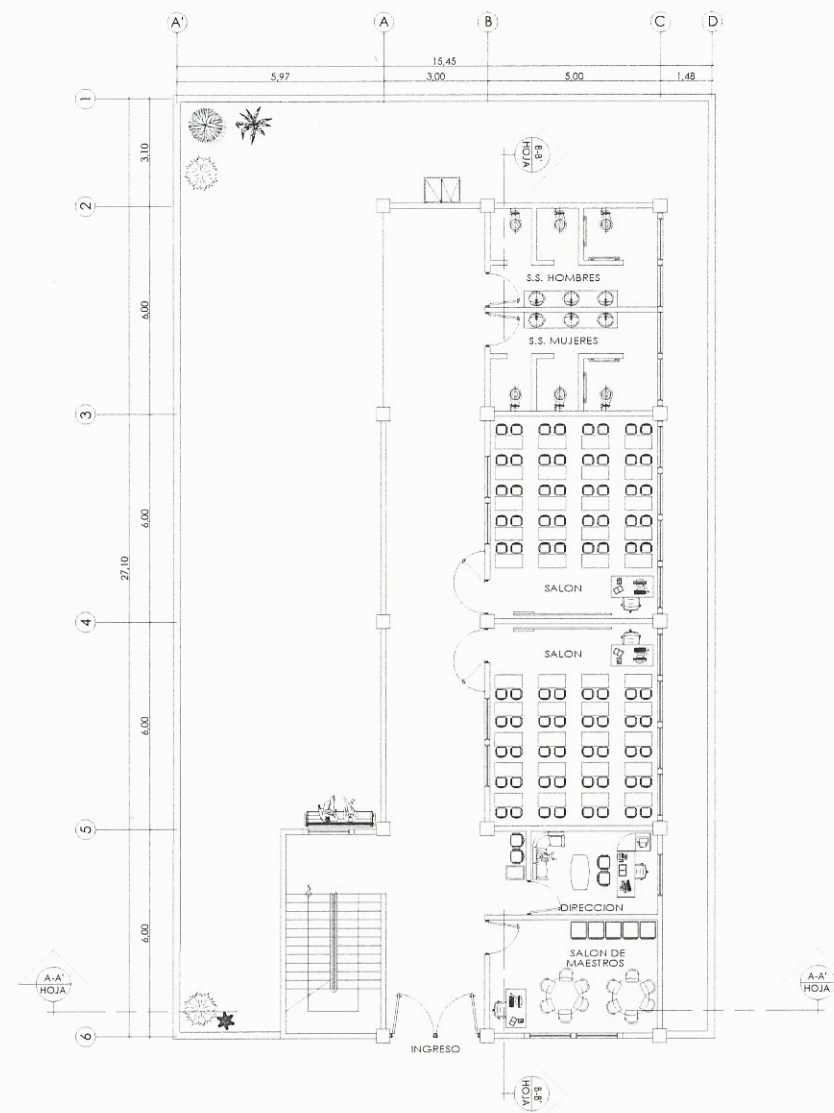 A'
A
B
C
D
15,45
5,97
3,00
5,00
1,48
1
3,10
B-B'
HOJA
2
S.S. HOMBRES
6,00
S.S. MUJERES
3
6,00
27,10
SALON
4
SALON
6,00
5
S
DIRECCION
6,00
SALON DE
MAESTROS
A-A'
HOJA
A-A'
HOJA
6
INGRESO
B-B'
HOJA